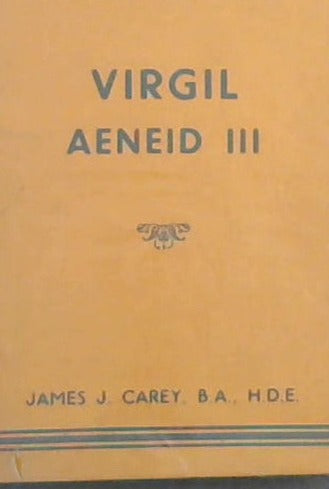 VIRGIL
AENEID III
JAMES J. CAREY, B.A., H.D.E.